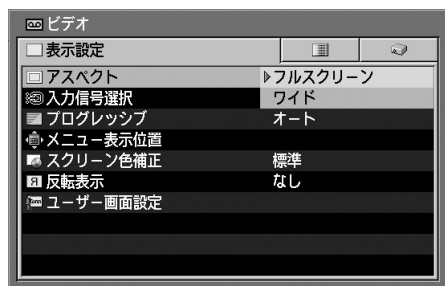 ビデオ
表示設定
アスペクト フルスクリーン
入力信号選択 ワイド
プログレッシブ オート
メニュー表示位置
スクリーン色補正 標準
反転表示 なし
ユーザー画面設定